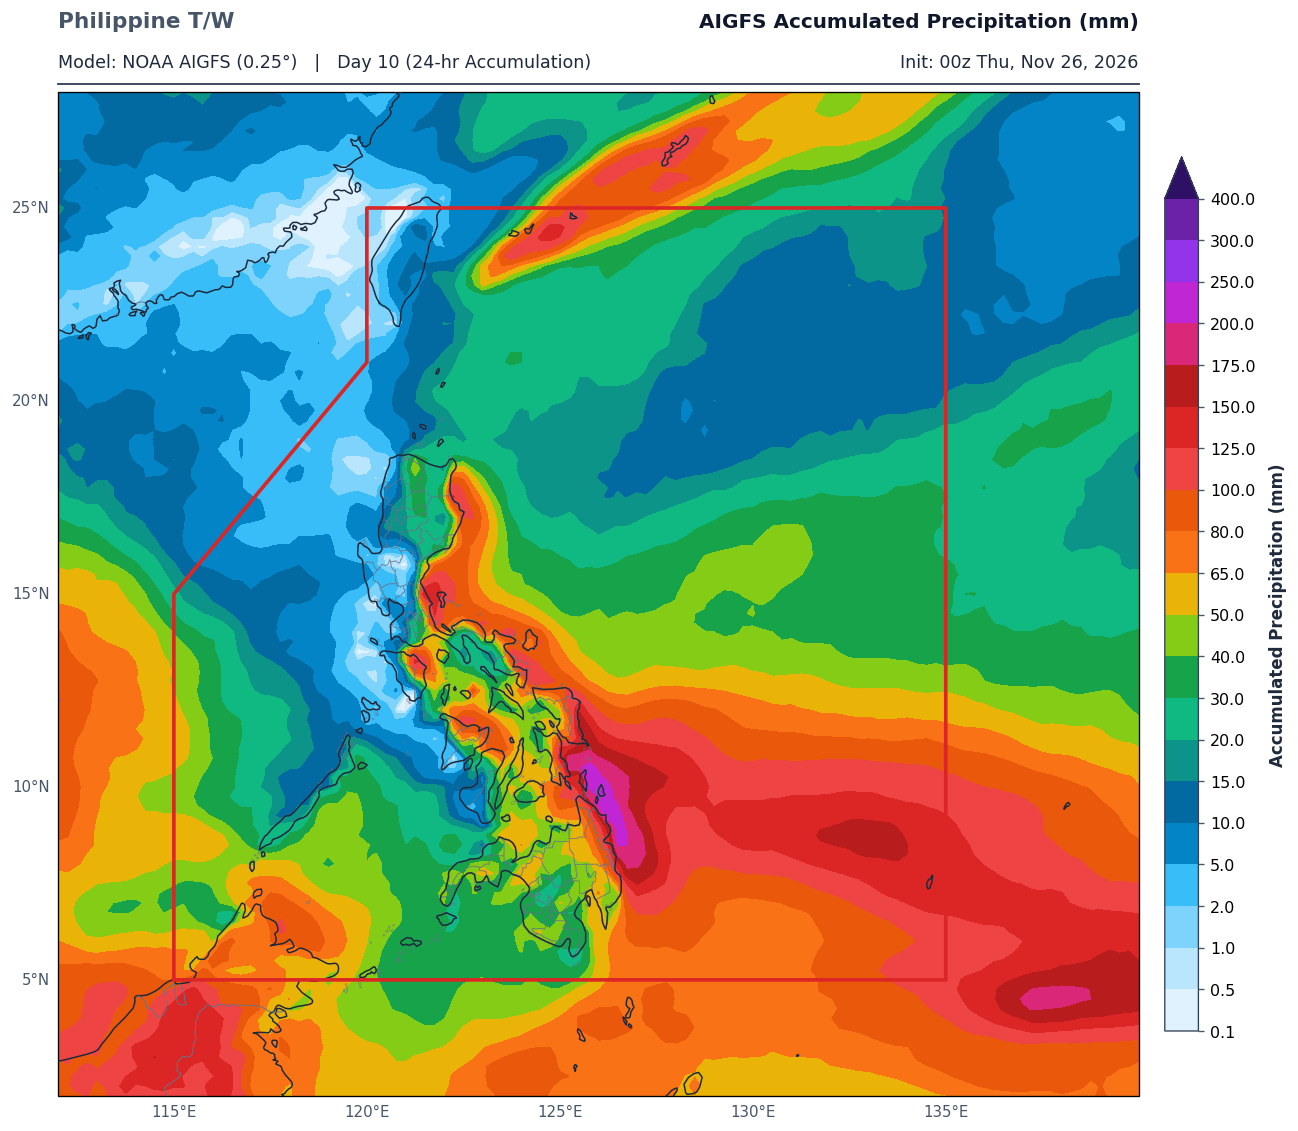 Philippine T/W
AIGFS Accumulated Precipitation (mm)
Model: NOAA AIGFS (0.25°)   |   Day 10 (24-hr Accumulation)
Init: 00z Thu, Nov 26, 2026
25°N
20°N
15°N
10°N
5°N
115°E
120°E
125°E
130°E
135°E
400.0
300.0
250.0
200.0
175.0
150.0
125.0
100.0
80.0
65.0
50.0
40.0
30.0
20.0
15.0
10.0
5.0
2.0
1.0
0.5
0.1
Accumulated Precipitation (mm)